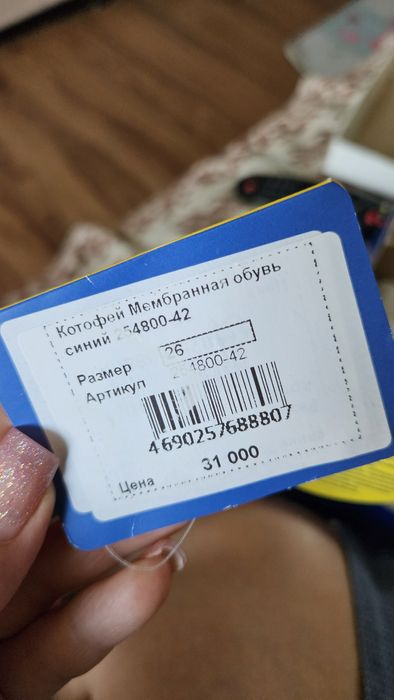 Котофей Мембранная обувь
синий 254800-42
Размер 26
Артикул 254800-42
4690257688807
Цена 31 000